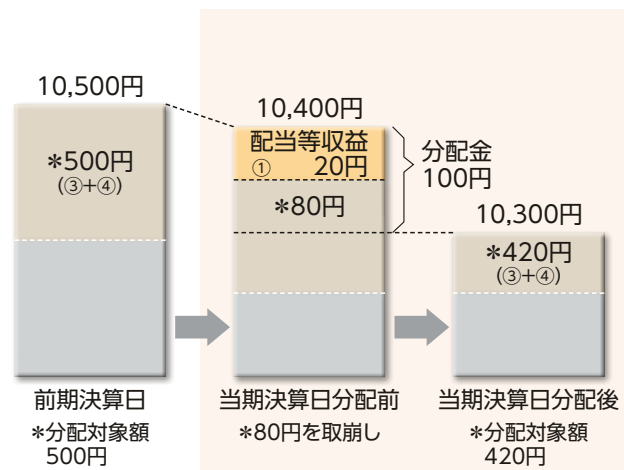 10,500円
*500円
(③+④)
前期決算日
*分配対象額
500円
10,400円
配当等収益
① 20円
*80円
分配金
100円
当期決算日分配前
*80円を取崩し
10,300円
*420円
(③+④)
当期決算日分配後
*分配対象額
420円